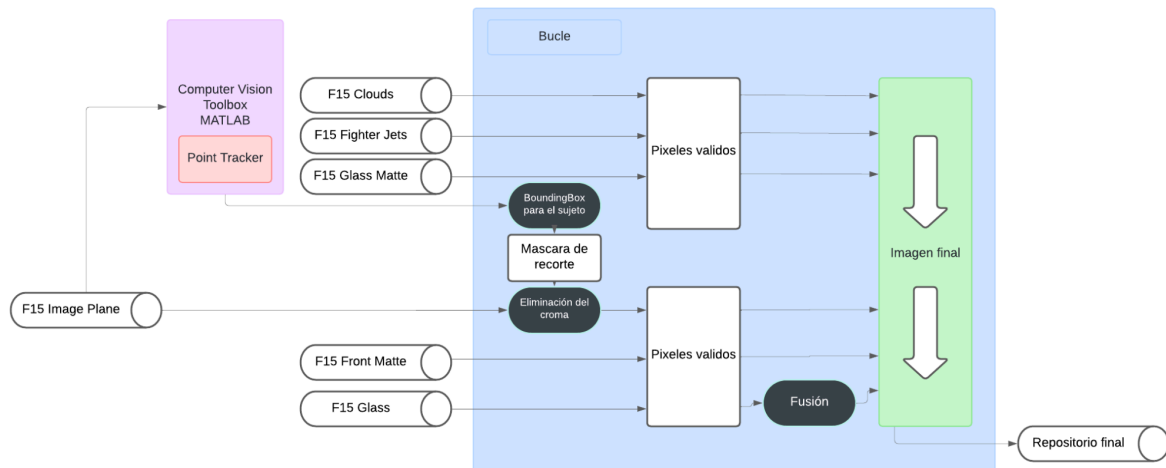 Bucle
Computer Vision
Toolbox
MATLAB
Point Tracker
F15 Clouds
F15 Fighter Jets
F15 Glass Matte
Pixeles validos
BoundingBox
para el sujeto
Mascara de
recorte
Eliminación del
croma
Imagen final
F15 Image Plane
Pixeles validos
F15 Front Matte
F15 Glass
Fusión
Repositorio final